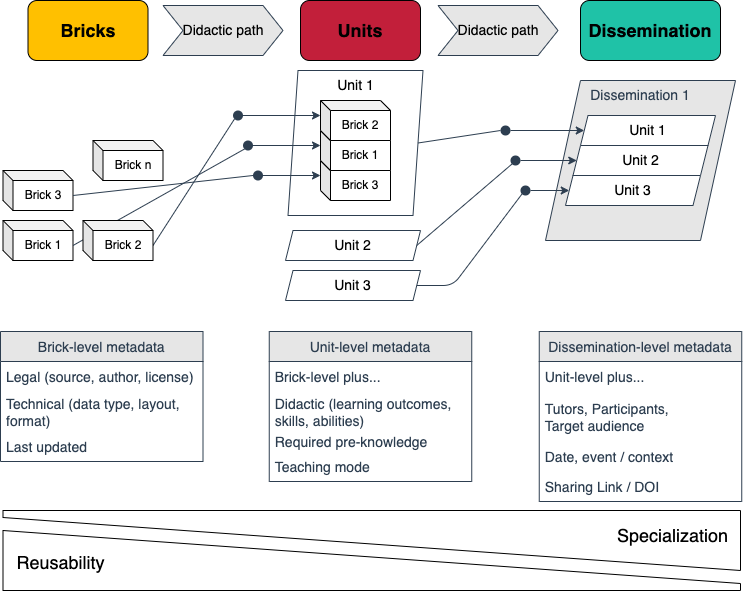 Bricks
Didactic path
Units
Didactic path
Dissemination
Unit 1
Dissemination 1
Brick 2
Brick 1
Brick 3
Unit 1
Unit 2
Unit 3
Brick n
Brick 3
Brick 1
Brick 2
Unit 2
Unit 3
Brick-level metadata
Legal (source, author, license)
Technical (data type, layout,
format)
Last updated
Unit-level metadata
Brick-level plus...
Didactic (learning outcomes,
skills, abilities)
Required pre-knowledge
Teaching mode
Dissemination-level metadata
Unit-level plus...
Tutors, Participants,
Target audience
Date, event / context
Sharing Link / DOI
Specialization
Reusability